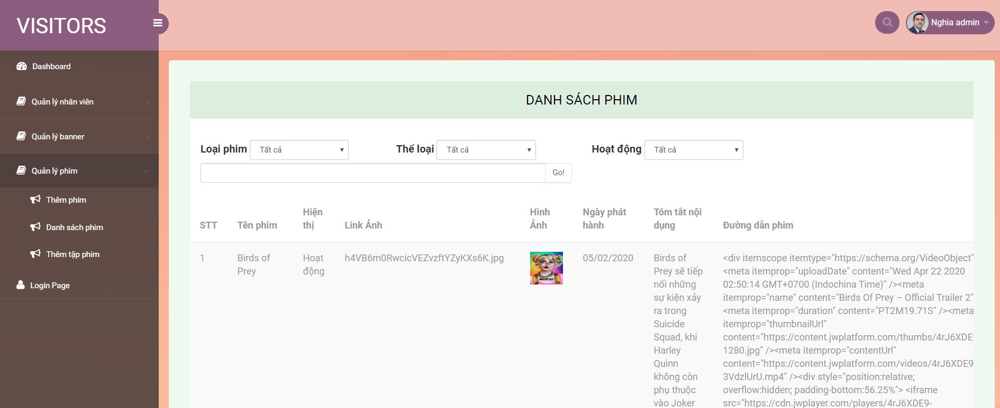 VISITORS
Nghia admin
Dashboard
Quản lý nhân viên
Quản lý banner
Quản lý phim
Thêm phim
Danh sách phim
Thêm tập phim
Login Page
DANH SÁCH PHIM
Loại phim Tất cả Thể loại Tất cả Hoạt động Tất cả
Go!
STT Tên phim Hiện thị Link Ảnh Hình Ảnh Ngày phát hành Tóm tắt nội dung Đường dẫn phim
1
Birds of
Prey
Hoạt
động
h4VB6m0RwcicVEZvzftYZyKXs6K.jpg
05/02/2020
Birds of
Prey sẽ tiếp
nối những
sự kiện xảy
ra trong
Suicide
Squad, khi
Harley
Quinn
không còn
phụ thuộc
vào Joker
<div itemscope itemtype="https://schema.org/VideoObject"
<meta itemprop="uploadDate" content="Wed Apr 22 2020
02:50:14 GMT+0700 (Indochina Time)" /><meta
itemprop="name" content="Birds Of Prey – Official Trailer 2"
<meta itemprop="duration" content="PT2M19.71S" /><meta
itemprop="thumbnailUrl"
content="https://content.jwplatform.com/thumbs/4rJ6XDE
1280.jpg" /><meta itemprop="contentUrl"
content="https://content.jwplatform.com/videos/4rJ6XDE9
3VdzlUrU.mp4" /><div style="position:relative;
overflow:hidden; padding-bottom:56.25%"> <iframe
src="https://cdn.jwplayer.com/players/4rJ6XDE9-